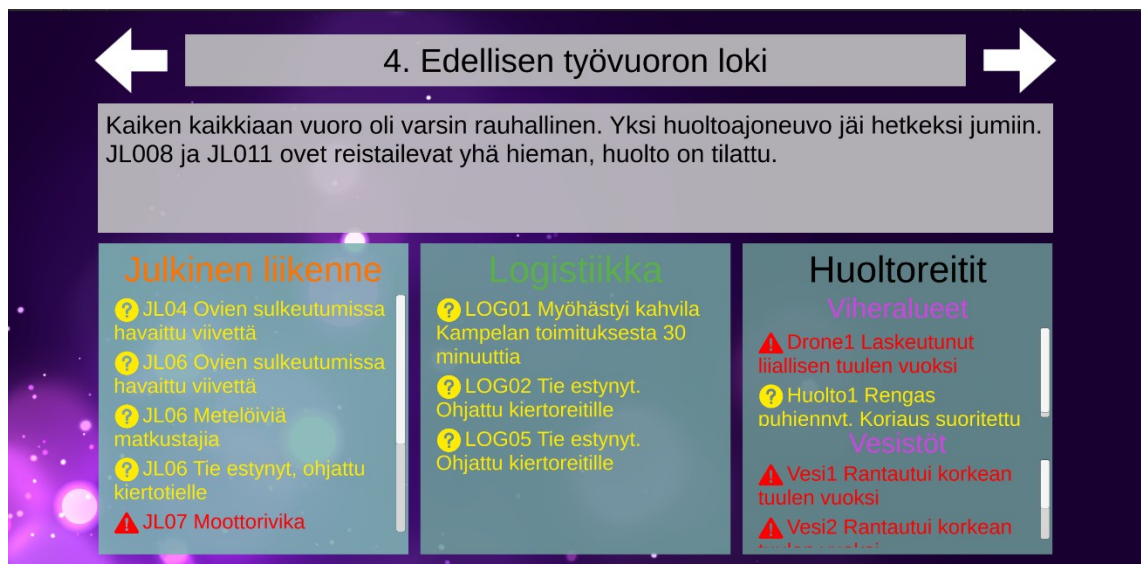 4. Edellisen työvuoron loki
Kaiken kaikkiaan vuoro oli varsin rauhallinen. Yksi huoltoajoneuvo jäi hetkeksi jumiin.
JL008 ja JL011 ovet reistailevat yhä hieman, huolto on tilattu.
Julkinen liikenne
JL04 Ovien sulkeutumissa
havaittu viivettä
JL06 Ovien sulkeutumissa
havaittu viivettä
JL06 Metelöiviä
matkustajia
JL06 Tie estynyt, ohjattu
kiertotielle
JL07 Moottorivika
Logistiikka
LOG01 Myöhästyi kahvila
Kampelan toimituksesta 30
minuuttia
LOG02 Tie estynyt.
Ohjattu kiertoreitille
LOG05 Tie estynyt.
Ohjattu kiertoreitille
Huoltoreitit
Viheralueet
Drone1 Laskeutunut
liiallisen tuulen vuoksi
Huolto1 Rengas
puhjennyt. Korjaus suoritettu
Vesistöt
Vesi1 Rantautui korkean
tuulen vuoksi
Vesi2 Rantautui korkean